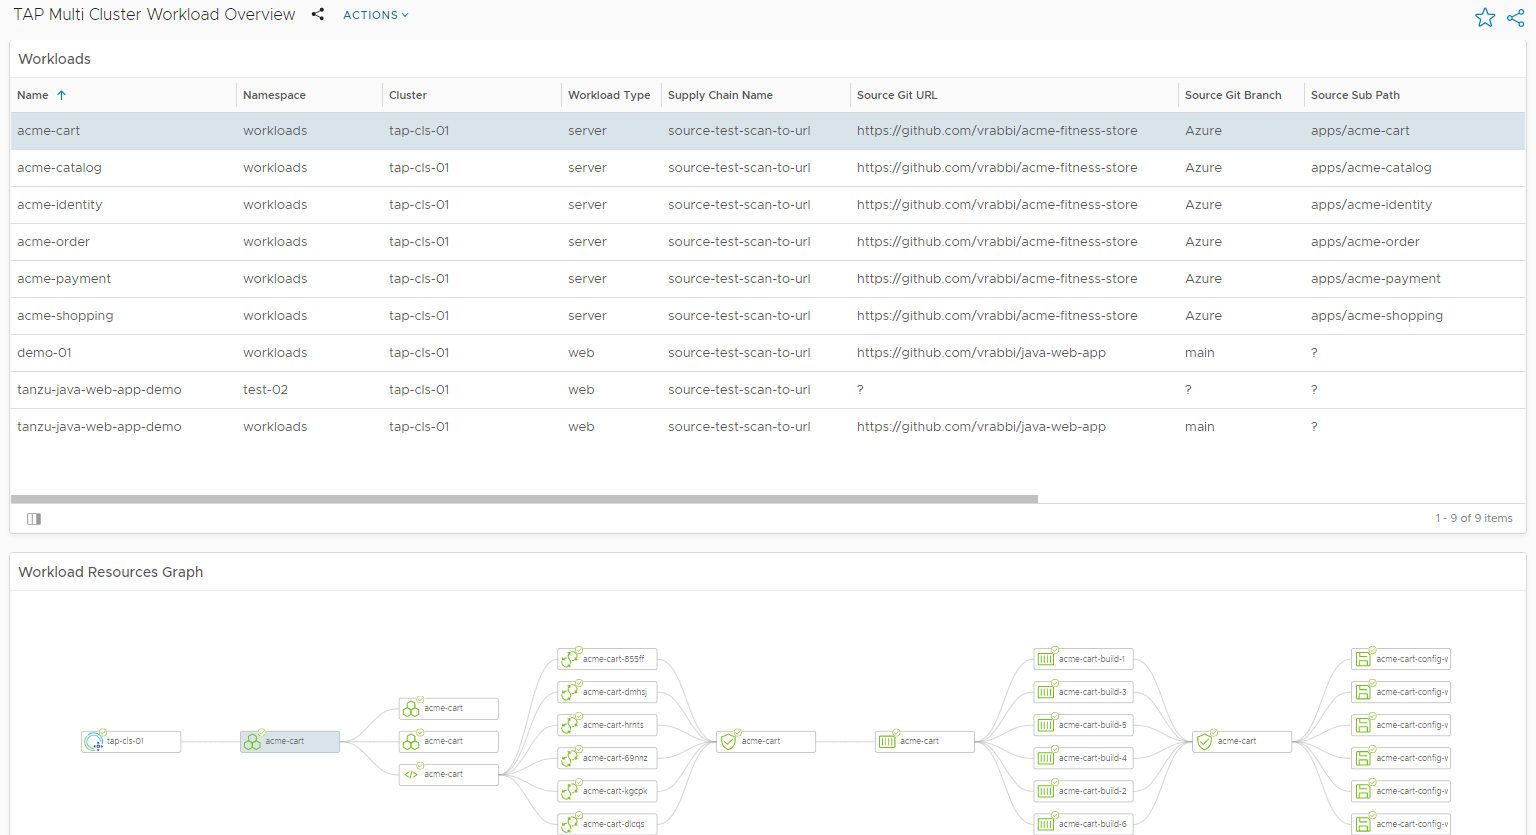 TAP Multi Cluster Workload Overview ACTIONS
Workloads
Name Namespace Cluster Workload Type Supply Chain Name Source Git URL Source Git Branch Source Sub Path
acme-cart workloads tap-cls-01 server source-test-scan-to-url https://github.com/vrabbi/acme-fitness-store Azure apps/acme-cart
acme-catalog workloads tap-cls-01 server source-test-scan-to-url https://github.com/vrabbi/acme-fitness-store Azure apps/acme-catalog
acme-identity workloads tap-cls-01 server source-test-scan-to-url https://github.com/vrabbi/acme-fitness-store Azure apps/acme-identity
acme-order workloads tap-cls-01 server source-test-scan-to-url https://github.com/vrabbi/acme-fitness-store Azure apps/acme-order
acme-payment workloads tap-cls-01 server source-test-scan-to-url https://github.com/vrabbi/acme-fitness-store Azure apps/acme-payment
acme-shopping workloads tap-cls-01 server source-test-scan-to-url https://github.com/vrabbi/acme-fitness-store Azure apps/acme-shopping
demo-01 workloads tap-cls-01 web source-test-scan-to-url https://github.com/vrabbi/java-web-app main ?
tanzu-java-web-app-demo test-02 tap-cls-01 web source-test-scan-to-url ? ? ?
tanzu-java-web-app-demo workloads tap-cls-01 web source-test-scan-to-url https://github.com/vrabbi/java-web-app main ?
1 - 9 of 9 items
Workload Resources Graph
acme-cart-855ff acme-cart-build-1 acme-cart-config-w
acme-cart-dmhsj acme-cart-build-3 acme-cart-config-w
acme-cart
acme-cart-hrnts acme-cart-build-5 acme-cart-config-w
tap-cls-01 acme-cart acme-cart acme-cart acme-cart acme-cart
acme-cart-69nnz acme-cart-build-4 acme-cart-config-w
acme-cart
acme-cart-kgcpk acme-cart-build-2 acme-cart-config-w
acme-cart-dlcqs acme-cart-build-6 acme-cart-config-w